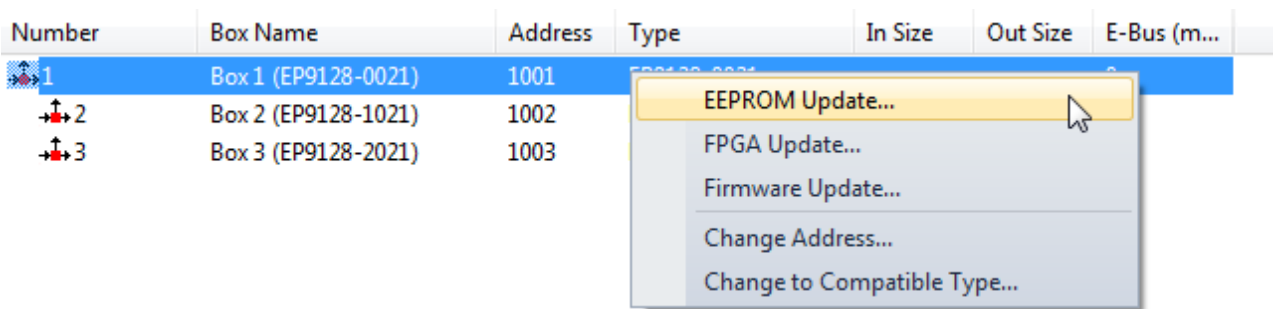 Number Box Name Address Type In Size Out Size E-Bus (m...
1 Box 1 (EP9128-0021) 1001
EEPROM Update...
2 Box 2 (EP9128-1021) 1002
FPGA Update...
3 Box 3 (EP9128-2021) 1003
Firmware Update...
Change Address...
Change to Compatible Type...